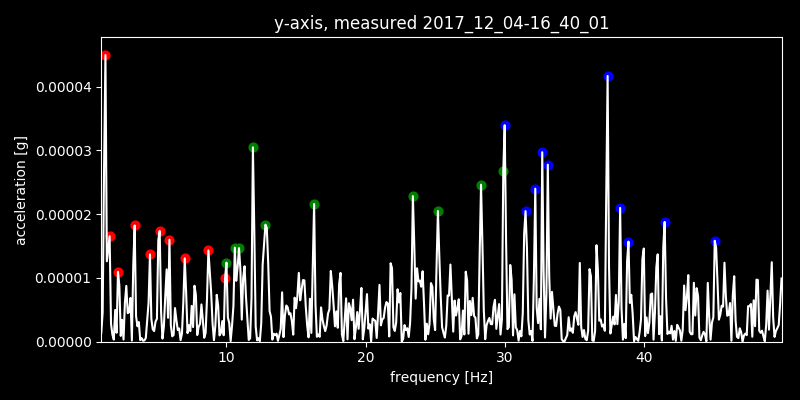 y-axis, measured 2017_12_04-16_40_01
0.00004
0.00003
0.00002
0.00001
0.00000
acceleration [g]
10 20 30 40
frequency [Hz]